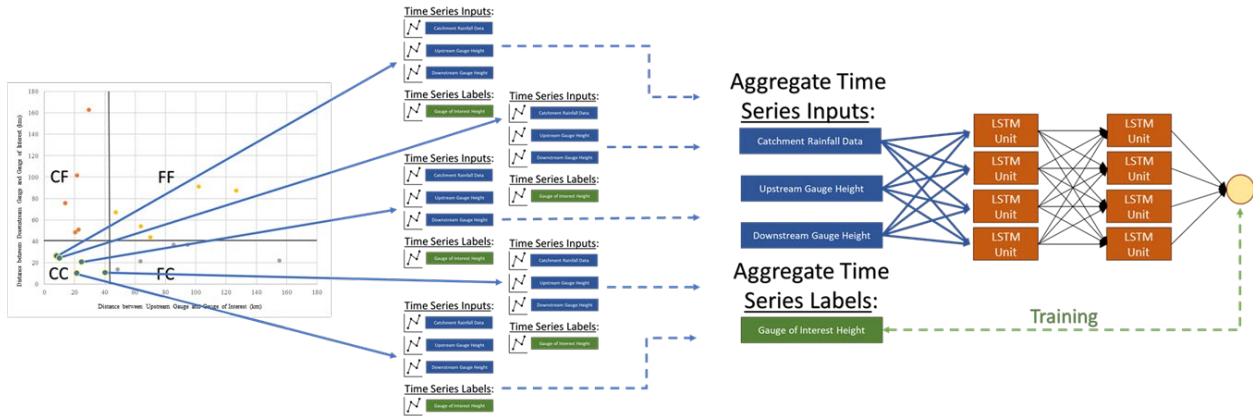 180
160
140
120
100
80
60
40
20
0
0
20
40
60
80
100
120
140
160
180
Distance between Downstream Gauge and Gauge of Interest (km)
Distance between Upstream Gauge and Gauge of Interest (km)
CF
FF
CC
FC
Time Series Inputs:
Catchment Rainfall Data
Upstream Gauge Height
Downstream Gauge Height
Time Series Labels:
Gauge of Interest Height
Time Series Inputs:
Catchment Rainfall Data
Upstream Gauge Height
Downstream Gauge Height
Time Series Labels:
Gauge of Interest Height
Time Series Inputs:
Catchment Rainfall Data
Upstream Gauge Height
Downstream Gauge Height
Time Series Labels:
Gauge of Interest Height
Time Series Inputs:
Catchment Rainfall Data
Upstream Gauge Height
Downstream Gauge Height
Time Series Labels:
Gauge of Interest Height
Time Series Inputs:
Catchment Rainfall Data
Upstream Gauge Height
Downstream Gauge Height
Time Series Labels:
Gauge of Interest Height
Aggregate Time
Series Inputs:
Catchment Rainfall Data
Upstream Gauge Height
Downstream Gauge Height
Aggregate Time
Series Labels:
Gauge of Interest Height
LSTM
Unit
LSTM
Unit
LSTM
Unit
LSTM
Unit
LSTM
Unit
LSTM
Unit
LSTM
Unit
LSTM
Unit
Training